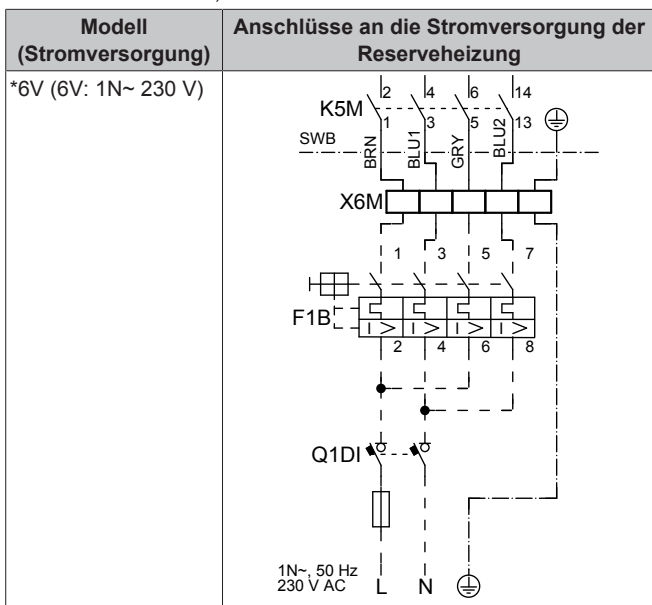 Modell
(Stromversorgung)
Anschlüsse an die Stromversorgung der
Reserveheizung
*6V (6V: 1N~ 230 V)
2 4 6 14
K5M
1 3 5 13
SWB
BRN BLU1 GRY BLU2
X6M
1 3 5 7
F1B
I > I > I > I >
2 4 6 8
Q1DI
1N~, 50 Hz
230 V AC
L N